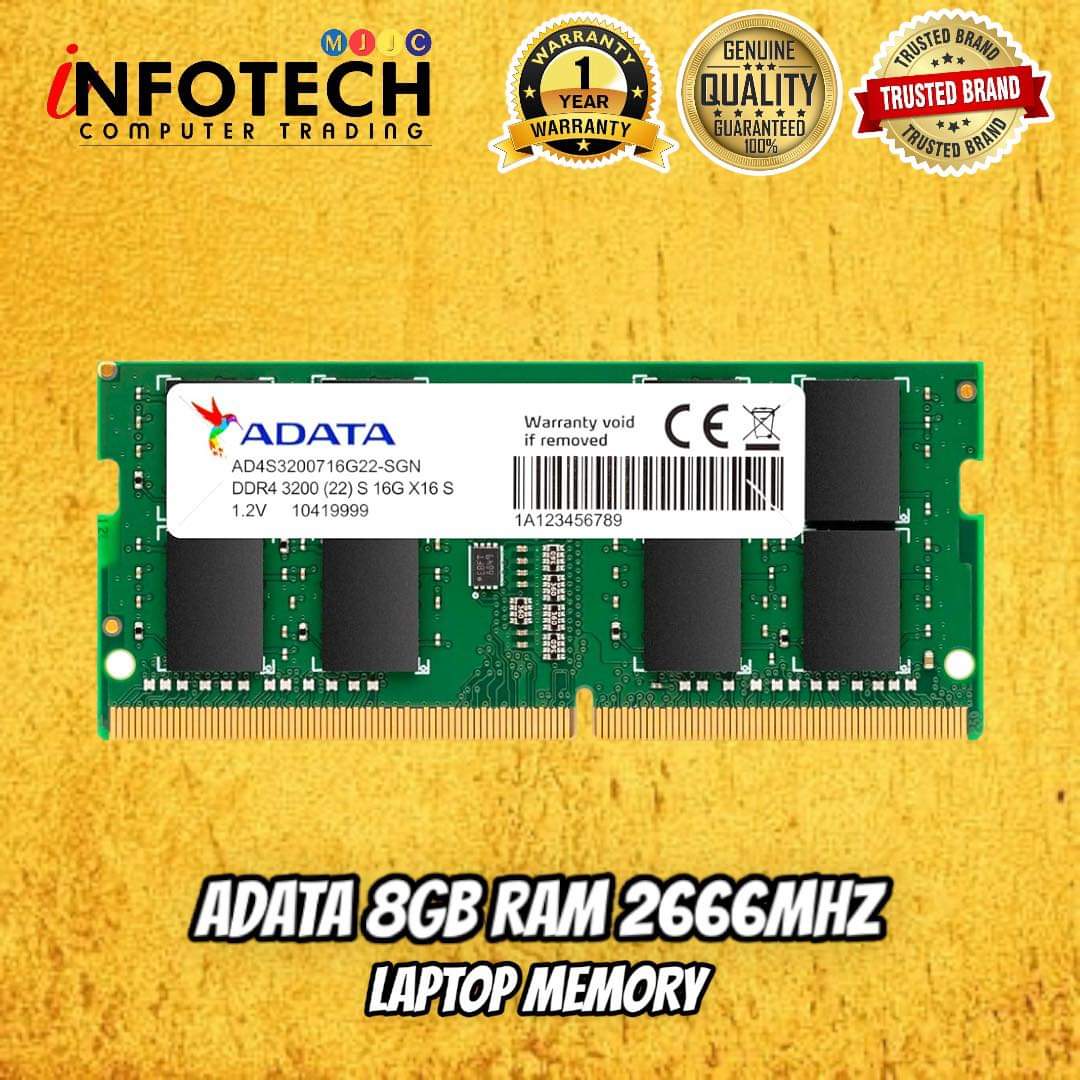 MJJC
iNFOTECH
COMPUTER TRADING
WARRANTY
1
YEAR
WARRANTY
GENUINE
QUALITY
GUARANTEED
100%
TRUSTED BRAND
TRUSTED BRAND
TRUSTED BRAND
ADATA
Warranty void
if removed
CE
AD4S3200716G22-SGN
DDR4 3200 (22) S 16G X16 S
1.2V 10419999
1A123456789
ADATA 8GB RAM 2666MHZ
LAPTOP MEMORY